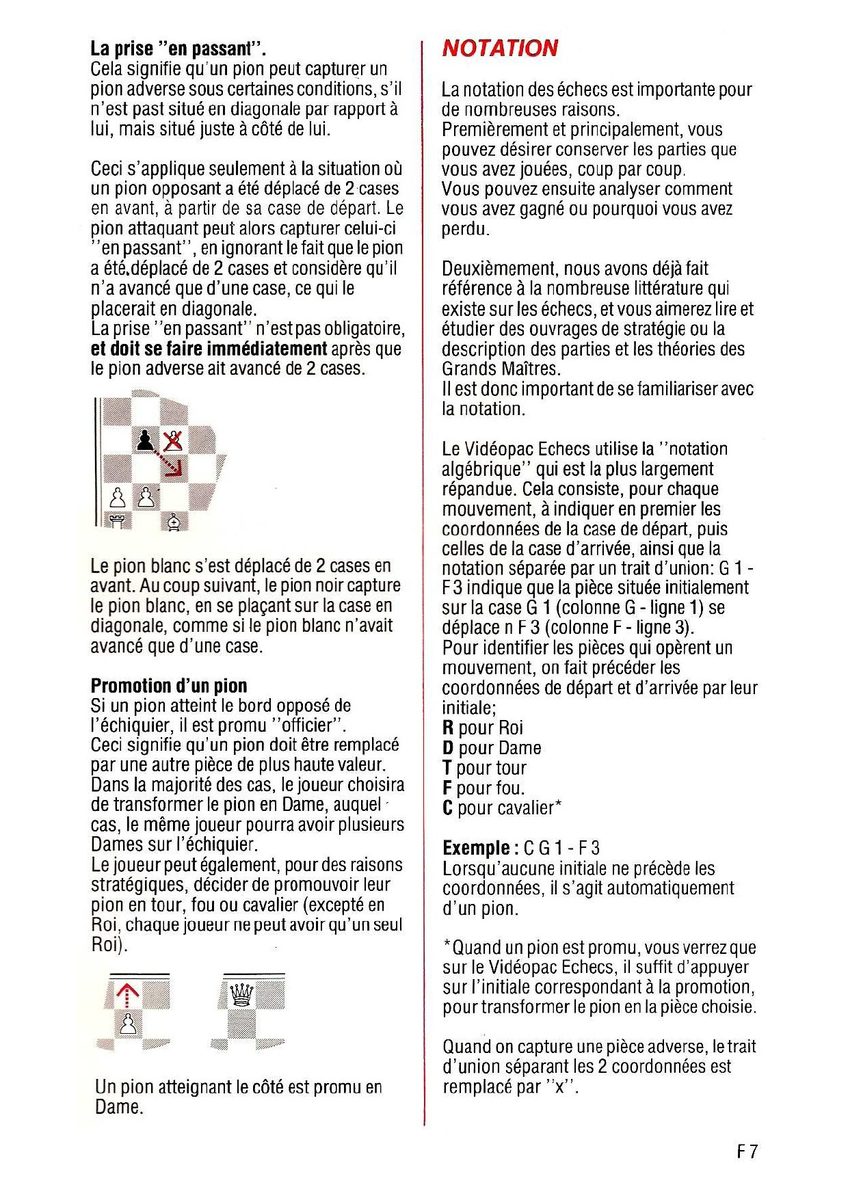 La prise "en passant".
Cela signifie qu'un pion peut capturer un
pion adverse sous certaines conditions, s'il
n'est past situé en diagonale par rapport à
lui, mais situé juste à côté de lui.
Ceci s'applique seulement à la situation où
un pion opposant a été déplacé de 2 cases
en avant, à partir de sa case de départ. Le
pion attaquant peut alors capturer celui-ci
"en passant", en ignorant le fait que le pion
a été déplacé de 2 cases et considère qu'il
n'a avancé que d'une case, ce qui le
placerait en diagonale.
La prise "en passant" n'est pas obligatoire,
et doit se faire immédiatement après que
le pion adverse ait avancé de 2 cases.
Le pion blanc s'est déplacé de 2 cases en
avant. Au coup suivant, le pion noir capture
le pion blanc, en se plaçant sur la case en
diagonale, comme si le pion blanc n'avait
avancé que d'une case.
Promotion d'un pion
Si un pion atteint le bord opposé de
l'échiquier, il est promu "officier".
Ceci signifie qu'un pion doit être remplacé
par une autre pièce de plus haute valeur.
Dans la majorité des cas, le joueur choisira
de transformer le pion en Dame, auquel
cas, le même joueur pourra avoir plusieurs
Dames sur l'échiquier.
Le joueur peut également, pour des raisons
stratégiques, décider de promouvoir leur
pion en tour, fou ou cavalier (excepté en
Roi, chaque joueur ne peut avoir qu'un seul
Roi).
Un pion atteignant le côté est promu en
Dame.
NOTATION
La notation des échecs est importante pour
de nombreuses raisons.
Premièrement et principalement, vous
pouvez désirer conserver les parties que
vous avez jouées, coup par coup.
Vous pouvez ensuite analyser comment
vous avez gagné ou pourquoi vous avez
perdu.
Deuxièmement, nous avons déjà fait
référence à la nombreuse littérature qui
existe sur les échecs, et vous aimerez lire et
étudier des ouvrages de stratégie ou la
description des parties et les théories des
Grands Maîtres.
Il est donc important de se familiariser avec
la notation.
Le Vidéopac Echecs utilise la "notation
algébrique" qui est la plus largement
répandue. Cela consiste, pour chaque
mouvement, à indiquer en premier les
coordonnées de la case de départ, puis
celles de la case d'arrivée, ainsi que la
notation séparée par un trait d'union: G 1 -
F 3 indique que la pièce située initialement
sur la case G 1 (colonne G - ligne 1) se
déplace n F 3 (colonne F - ligne 3).
Pour identifier les pièces qui opèrent un
mouvement, on fait précéder les
coordonnées de départ et d'arrivée par leur
initiale;
R pour Roi
D pour Dame
T pour tour
F pour fou.
C pour cavalier*
Exemple : C G 1 - F 3
Lorsqu'aucune initiale ne précède les
coordonnées, il s'agit automatiquement
d'un pion.
*Quand un pion est promu, vous verrez que
sur le Vidéopac Echecs, il suffit d'appuyer
sur l'initiale correspondant à la promotion,
pour transformer le pion en la pièce choisie.
Quand on capture une pièce adverse, le trait
d'union séparant les 2 coordonnées est
remplacé par "x".
F 7